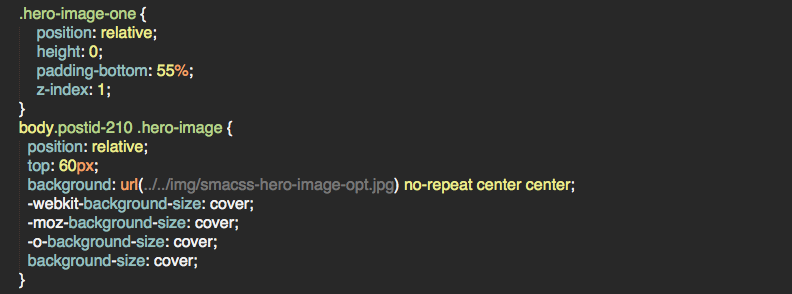 .hero-image-one {
position: relative;
height: 0;
padding-bottom: 55%;
z-index: 1;
}
body.postid-210 .hero-image {
position: relative;
top: 60px;
background: url(../../img/smacss-hero-image-opt.jpg) no-repeat center center;
-webkit-background-size: cover;
-moz-background-size: cover;
-o-background-size: cover;
background-size: cover;
}